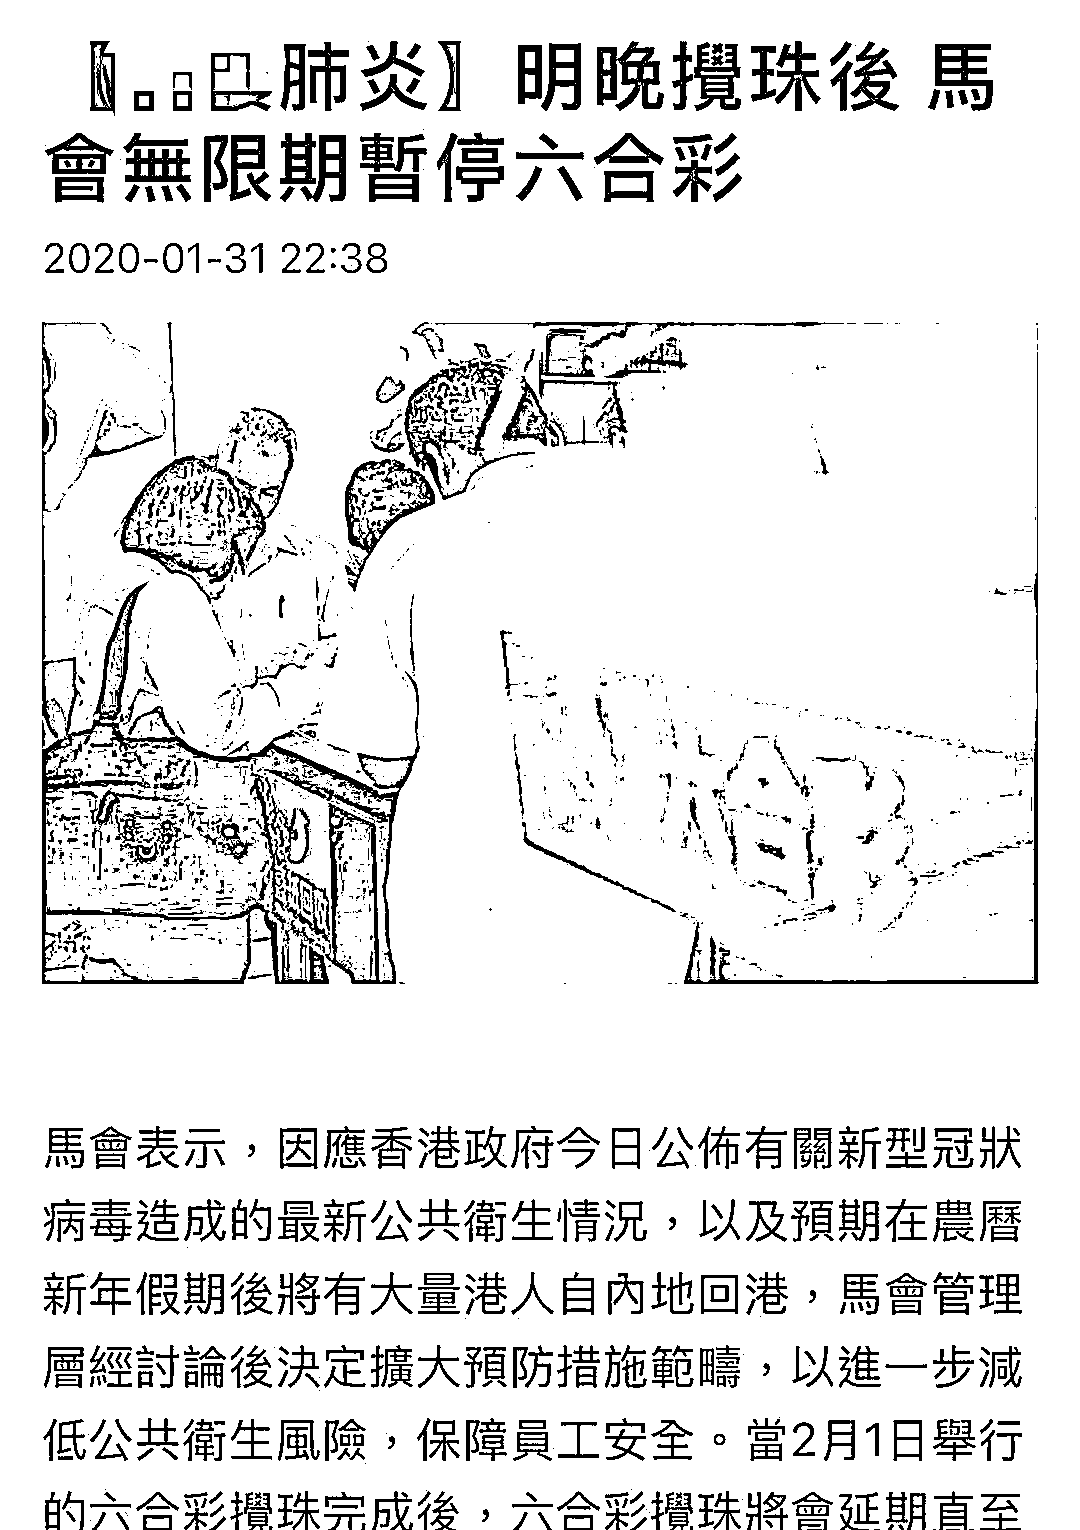 肺炎】明晚攪珠後 馬
會無限期暫停六合彩
2020-01-31 22:38
馬會表示，因應香港政府今日公佈有關新型冠狀
病毒造成的最新公共衞生情況，以及預期在農曆
新年假期後將有大量港人自內地回港，馬會管理
層經討論後決定擴大預防措施範疇，以進一步減
低公共衞生風險，保障員工安全。當2月1日舉行
的六合彩攪珠完成後，六合彩攪珠將會延期直至